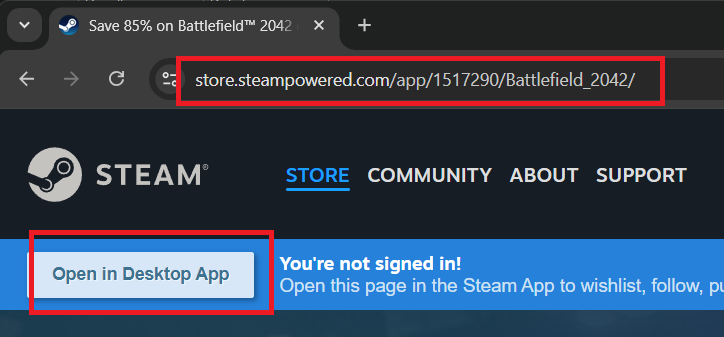 Save 85% on Battlefield™ 2042
store.steampowered.com/app/1517290/Battlefield_2042/
STEAM®
STORE COMMUNITY ABOUT SUPPORT
Open in Desktop App
You're not signed in!
Open this page in the Steam App to wishlist, follow,